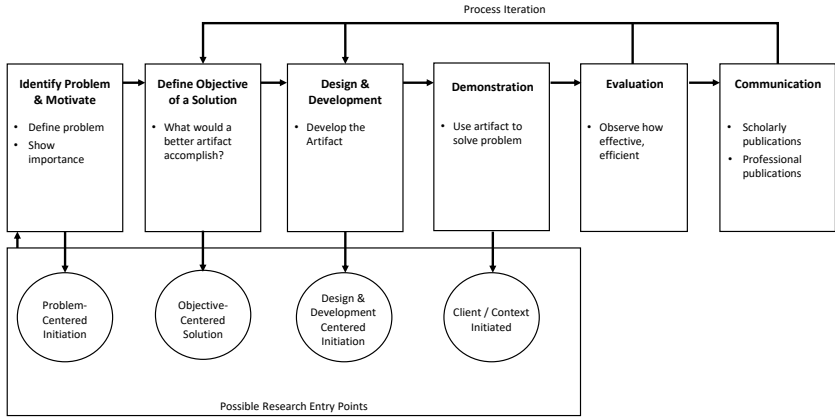 Process Iteration
Identify Problem
& Motivate
• Define problem
• Show
importance
Define Objective
of a Solution
• What would a
better artifact
accomplish?
Design &
Development
• Develop the
Artifact
Demonstration
• Use artifact to
solve problem
Evaluation
• Observe how
effective,
efficient
Communication
• Scholarly
publications
• Professional
publications
Problem-
Centered
Initiation
Objective-
Centered
Solution
Design &
Development
Centered
Initiation
Client / Context
Initiated
Possible Research Entry Points